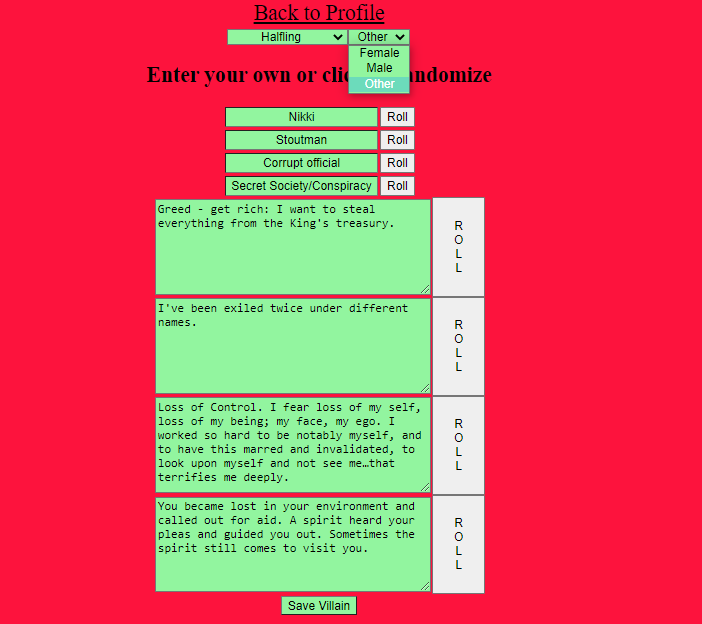 Back to Profile
Halfling Other
Female
Male
Other
Enter your own or cli andomize
Nikki Roll
Stoutman Roll
Corrupt official Roll
Secret Society/Conspiracy Roll
Greed - get rich: I want to steal
everything from the King's treasury.
R
O
L
L
I've been exiled twice under different
names.
R
O
L
L
Loss of Control. I fear loss of my self,
loss of my being; my face, my ego. I
worked so hard to be notably myself, and
to have this marred and invalidated, to
look upon myself and not see me…that
terrifies me deeply.
R
O
L
L
You became lost in your environment and
called out for aid. A spirit heard your
pleas and guided you out. Sometimes the
spirit still comes to visit you.
R
O
L
L
Save Villain